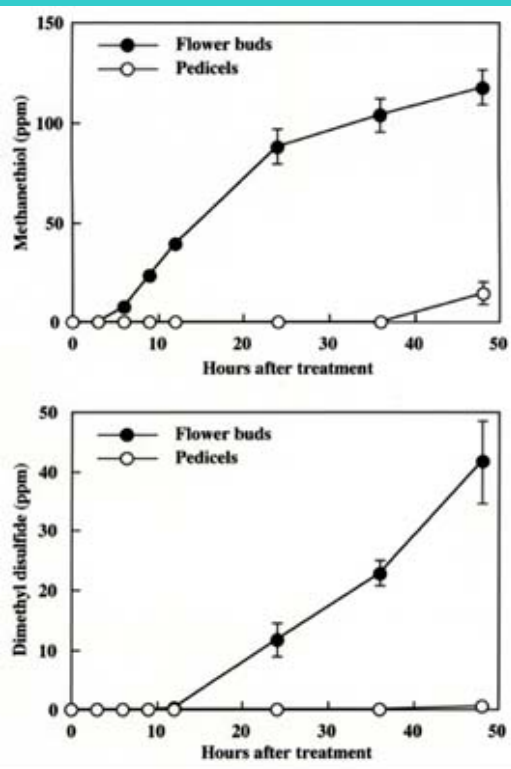 150
Flower buds
Pedicels
100
50
0
Methanethiol (ppm)
0 10 20 30 40 50
Hours after treatment
50
Flower buds
Pedicels
40
30
20
10
0
Dimethyl disulfide (ppm)
0 10 20 30 40 50
Hours after treatment